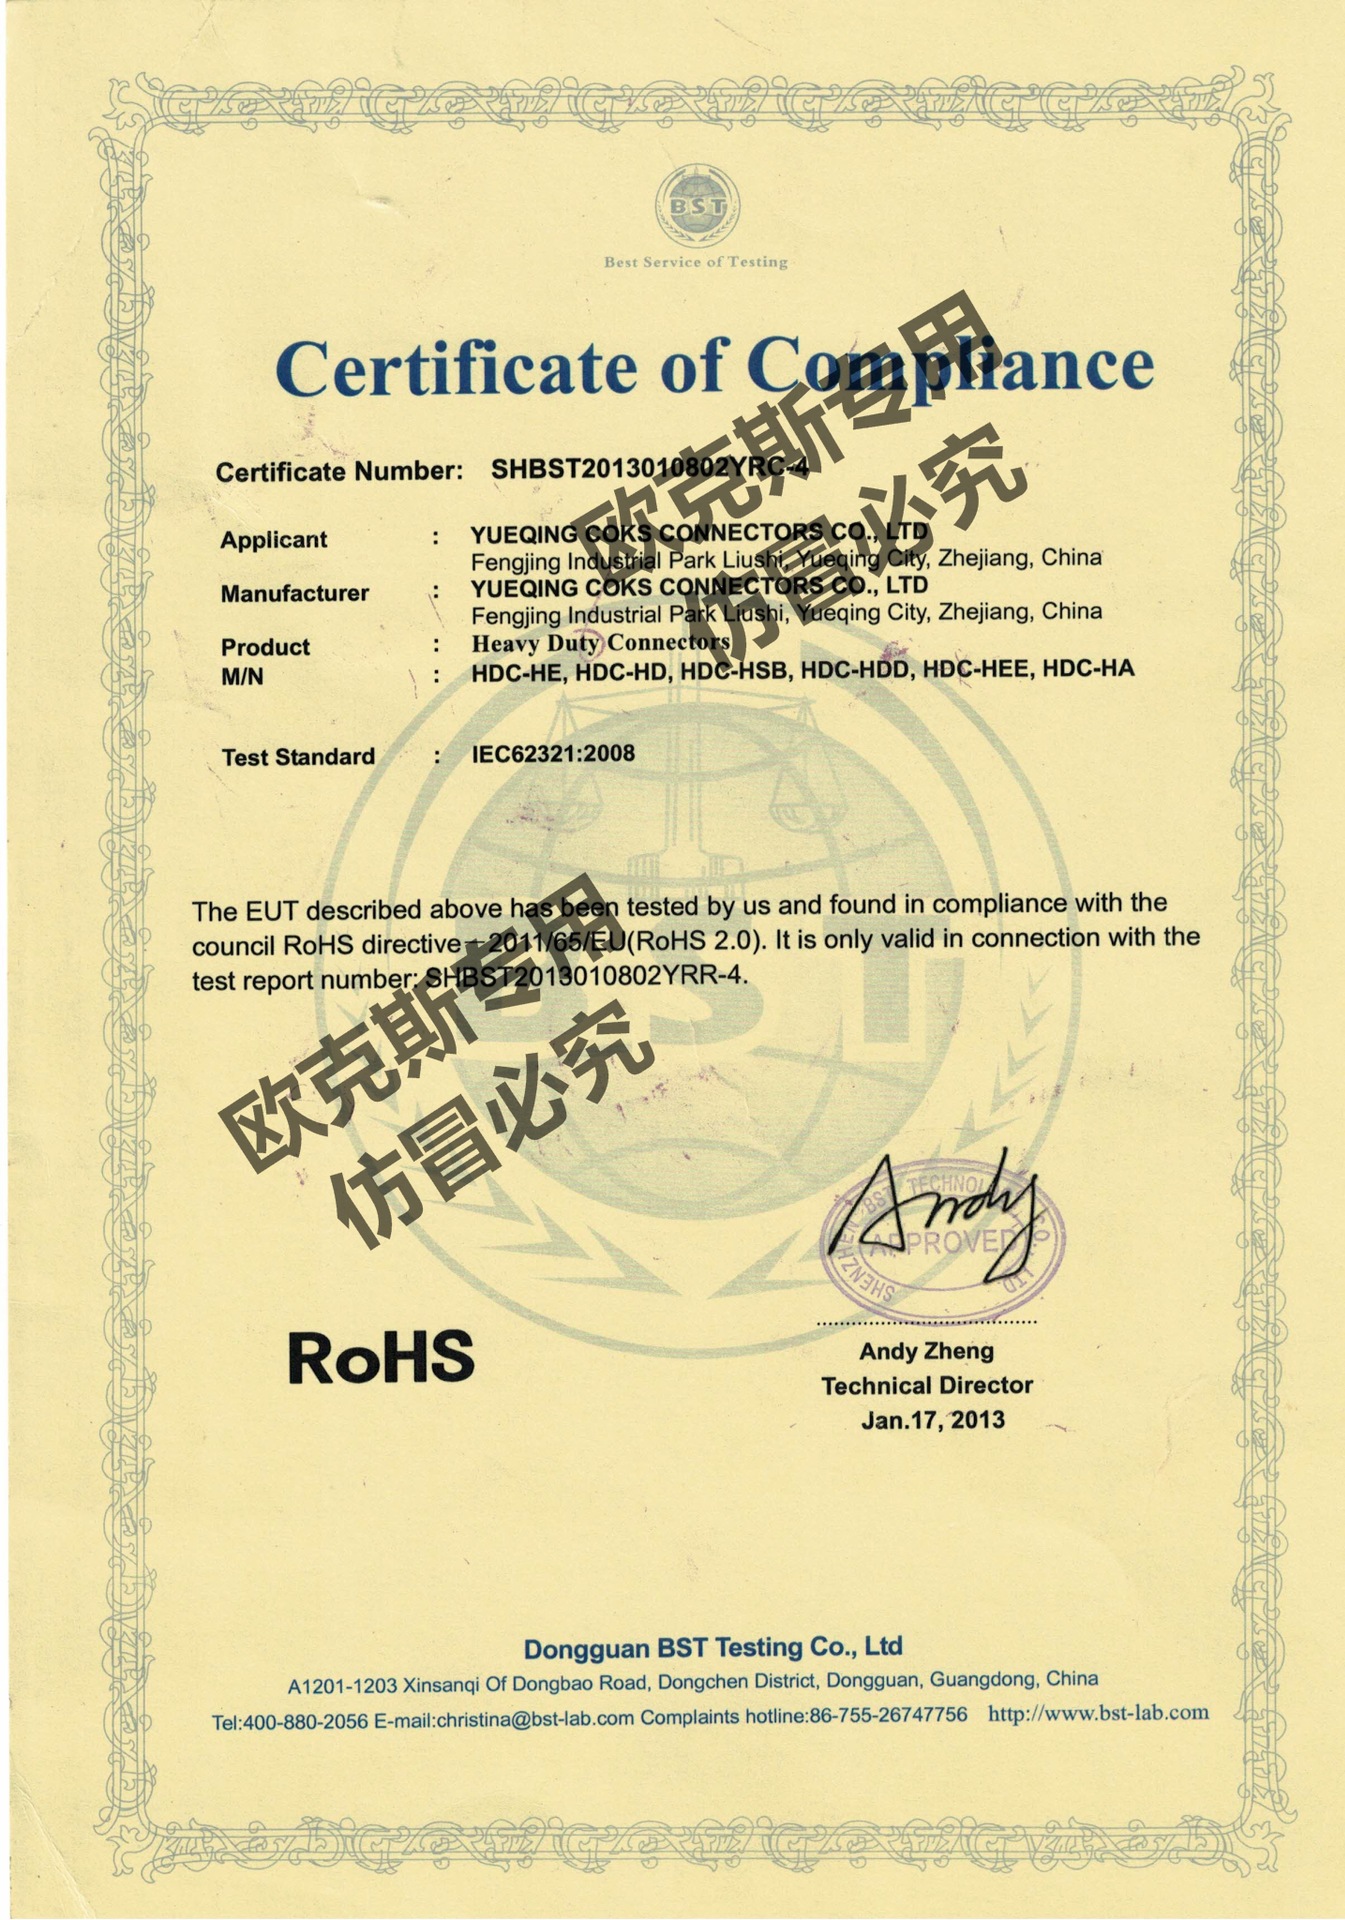 BST
Best Service of Testing
Certificate of Compliance
Certificate Number: SHBST2013010802YRC-4
Applicant : YUEQING COKS CONNECTORS CO., LTD
Fengjing Industrial Park Liushi, Yueqing City, Zhejiang, China
Manufacturer : YUEQING COKS CONNECTORS CO., LTD
Fengjing Industrial Park Liushi, Yueqing City, Zhejiang, China
Product : Heavy Duty Connectors
M/N : HDC-HE, HDC-HD, HDC-HSB, HDC-HDD, HDC-HEE, HDC-HA
Test Standard : IEC62321:2008
欧克斯专用
仿冒必究
The EUT described above has been tested by us and found in compliance with the
council RoHS directive—2011/65/EU(RoHS 2.0). It is only valid in connection with the
test report number: SHBST2013010802YRR-4.
BST
欧克斯专用
仿冒必究
SHENZHEN BST TECHNOLOGY CO., LTD
APPROVED
Andy
RoHS
Andy Zheng
Technical Director
Jan.17, 2013
Dongguan BST Testing Co., Ltd
A1201-1203 Xinsanqi Of Dongbao Road, Dongchen District, Dongguan, Guangdong, China
Tel:400-880-2056 E-mail:christina@bst-lab.com Complaints hotline:86-755-26747756 http://www.bst-lab.com